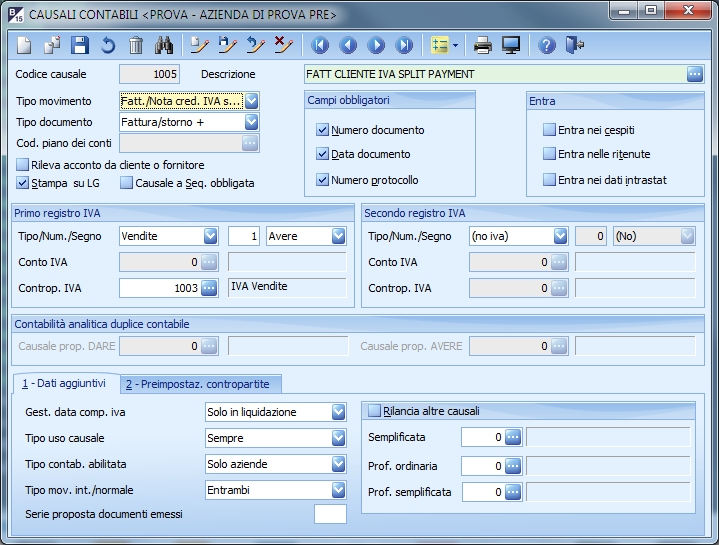 B 15 CAUSALI CONTABILI <PROVA - AZIENDA DI PROVA PRE>
Codice causale 1005 Descrizione FATT CLIENTE IVA SPLIT PAYMENT
Tipo movimento Fatt./Nota cred. IVA s...
Tipo documento Fattura/storno +
Cod. piano dei conti
Rileva acconto da cliente o fornitore
Stampa su LG Causale a Seq. obbligata
Campi obbligatori
Numero documento
Data documento
Numero protocollo
Entra
Entra nei cespiti
Entra nelle ritenute
Entra nei dati intrastat
Primo registro IVA
Tipo/Num./Segno Vendite 1 Avere
Conto IVA 0
Controp. IVA 1003 IVA Vendite
Secondo registro IVA
Tipo/Num./Segno (no iva) 0 (No)
Conto IVA 0
Controp. IVA 0
Contabilità analitica duplice contabile
Causale prop. DARE 0 Causale prop. AVERE 0
1 - Dati aggiuntivi 2 - Preimpostaz. contropartite
Gest. data comp. iva Solo in liquidazione
Tipo uso causale Sempre
Tipo contab. abilitata Solo aziende
Tipo mov. int./normale Entrambi
Serie proposta documenti emessi
Rilancia altre causali
Semplificata 0
Prof. ordinaria 0
Prof. semplificata 0